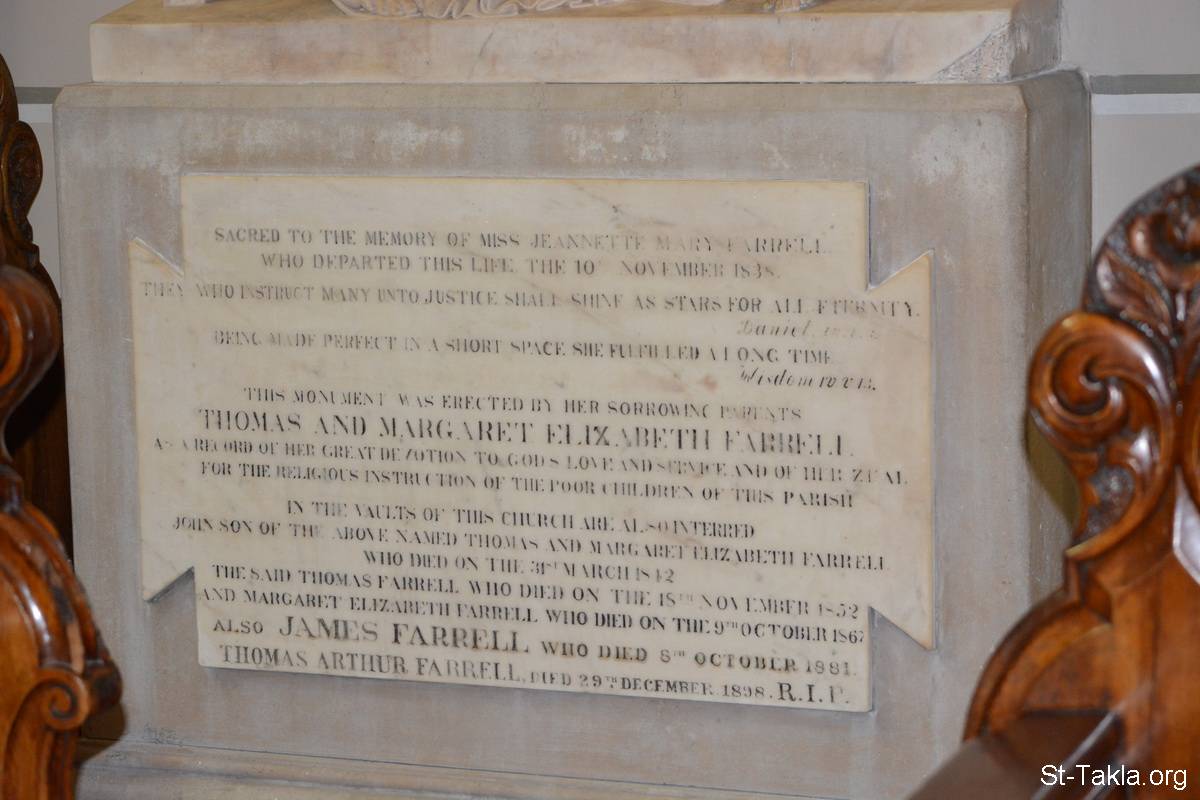 SACRED TO THE MEMORY OF MISS JEANNETTE MARY FARRELL
WHO DEPARTED THIS LIFE THE 10 NOVEMBER 1838.
THEY WHO INSTRUCT MANY UNTO JUSTICE SHALL SHINE AS STARS FOR ALL ETERNITY.
Daniel
BEING MADE PERFECT IN A SHORT SPACE SHE FULFILLED A LONG TIME
Wisdom
THIS MONUMENT WAS ERECTED BY HER SORROWING PARENTS
THOMAS AND MARGARET ELIZABETH FARRELL.
AS A RECORD OF HER GREAT DEVOTION TO GODS LOVE AND SERVICE AND OF HER ZEAL
FOR THE RELIGIOUS INSTRUCTION OF THE POOR CHILDREN OF THIS PARISH
IN THE VAULTS OF THIS CHURCH ARE ALSO INTERRED
JOHN SON OF THE ABOVE NAMED THOMAS AND MARGARET ELIZABETH FARRELL
WHO DIED ON THE 31ST MARCH 1842
THE SAID THOMAS FARRELL WHO DIED ON THE 18TH NOVEMBER 1852
AND MARGARET ELIZABETH FARRELL WHO DIED ON THE 9TH OCTOBER 1867
ALSO JAMES FARRELL WHO DIED 8TH OCTOBER 1881.
THOMAS ARTHUR FARRELL, DIED 29TH DECEMBER. 1898. R.I.P.
St-Takla.org